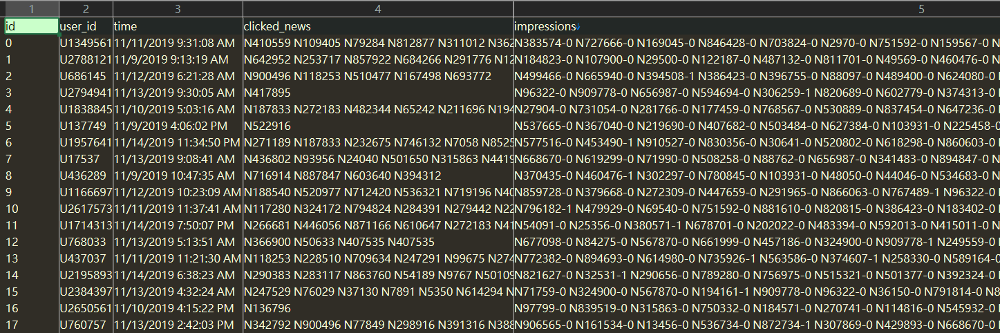 1 2 3 4 5
id user_id time clicked_news impressions
0 U1349561 11/11/2019 9:31:08 AM N410559 N109405 N79284 N812877 N311012 N362 N383574-0 N727666-0 N169045-0 N846428-0 N703824-0 N2970-0 N751592-0 N159567-0 N
1 U2788121 11/9/2019 9:13:19 AM N642952 N253717 N857922 N684266 N291776 N12 N184823-0 N107900-0 N29500-0 N122187-0 N487132-0 N811701-0 N49569-0 N460476-0 N
2 U686145 11/12/2019 6:21:28 AM N900496 N118253 N510477 N167498 N693772 N499466-0 N665940-0 N394508-1 N386423-0 N396755-0 N88097-0 N489400-0 N624080-0 N
3 U2794941 11/13/2019 9:30:05 AM N417895 N96322-0 N909778-0 N656987-0 N594694-0 N306259-1 N820689-0 N602779-0 N374313-0 N
4 U1838845 11/10/2019 5:03:16 AM N187833 N272183 N482344 N65242 N211696 N194 N27904-0 N731054-0 N281766-0 N177459-0 N768567-0 N530889-0 N837454-0 N647236-0 N
5 U137749 11/9/2019 4:06:02 PM N522916 N537665-0 N367040-0 N219690-0 N407682-0 N503484-0 N627384-0 N103931-0 N225458-0
6 U1957641 11/14/2019 11:34:50 PM N271189 N187833 N232675 N746132 N7058 N8525 N577516-0 N453490-1 N910527-0 N830356-0 N30641-0 N520802-0 N618298-0 N860603-0 N
7 U17537 11/13/2019 9:08:41 AM N436802 N93956 N24040 N501650 N315863 N4419 N668670-0 N619299-0 N71990-0 N508258-0 N88762-0 N656987-0 N341483-0 N894847-0 N
8 U436289 11/9/2019 10:47:35 AM N716914 N887847 N603640 N394312 N370435-0 N460476-1 N302297-0 N780845-0 N103931-0 N48050-0 N44046-0 N534683-0 N
9 U1166697 11/12/2019 10:23:09 AM N188540 N520977 N712420 N536321 N719196 N40 N859728-0 N379668-0 N272309-0 N447659-0 N291965-0 N866063-0 N767489-1 N96322-0 N
10 U2617573 11/11/2019 11:37:41 AM N117280 N324172 N794824 N284391 N279442 N22 N796182-1 N479929-0 N69540-0 N751592-0 N881610-0 N820815-0 N386423-0 N183402-0 N
11 U1714313 11/14/2019 7:50:07 PM N266681 N446056 N871166 N610647 N272183 N41 N54091-0 N25356-0 N380571-1 N678701-0 N202022-0 N483394-0 N592013-0 N415011-0 N
12 U768033 11/13/2019 5:13:51 AM N366900 N50633 N407535 N407535 N677098-0 N84275-0 N567870-0 N661999-0 N457186-0 N324900-0 N909778-1 N249559-0 N
13 U437037 11/11/2019 11:21:30 AM N118253 N228510 N709634 N247291 N99675 N274 N772382-0 N894693-0 N614980-0 N735926-1 N563586-0 N374607-1 N258330-0 N589164-0
14 U2195893 11/14/2019 6:38:23 AM N290383 N283117 N863760 N54189 N9767 N50109 N821627-0 N32531-1 N290656-0 N789280-0 N756975-0 N515321-0 N501377-0 N392324-0 N
15 U2384397 11/13/2019 4:32:24 AM N247529 N76029 N37130 N7891 N5350 N614294 N N71759-0 N324900-0 N567870-0 N194161-1 N909778-0 N96322-0 N36150-0 N791814-0 N8
16 U2650561 11/10/2019 4:15:22 PM N136796 N97799-0 N839519-0 N315863-0 N750332-0 N184571-0 N270741-0 N114816-0 N545932-0 N
17 U760757 11/13/2019 2:42:03 PM N342792 N900496 N77849 N298916 N391316 N388 N906565-0 N161534-0 N13456-0 N536734-0 N872734-1 N307869-0 N429893-0 N668670-0 N